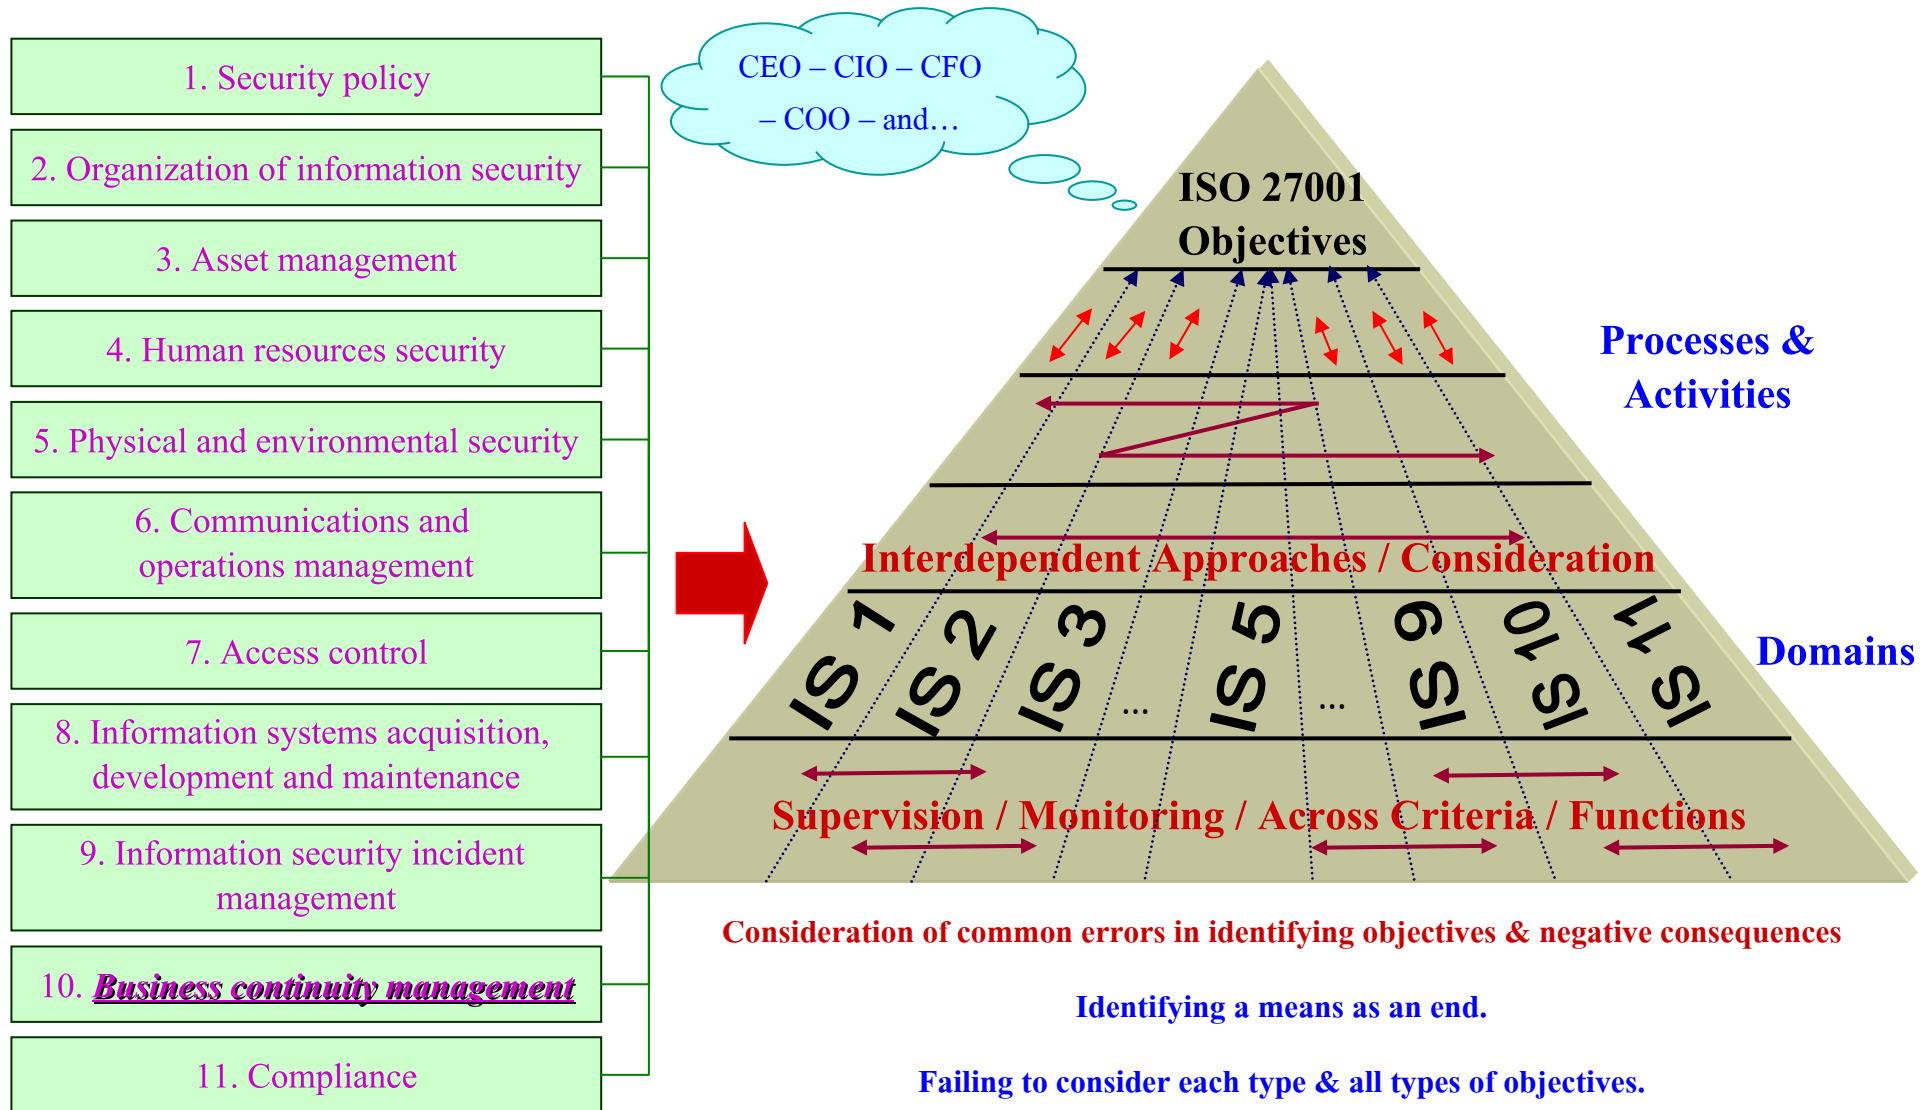 1. Security policy
2. Organization of information security
3. Asset management
4. Human resources security
5. Physical and environmental security
6. Communications and
operations management
7. Access control
8. Information systems acquisition,
development and maintenance
9. Information security incident
management
10. Business continuity management
11. Compliance
CEO – CIO – CFO
– COO – and…
ISO 27001
Objectives
Processes &
Activities
Interdependent Approaches / Consideration
IS 1
IS 2
IS 3
...
IS 5
...
IS 9
IS 10
IS 11
Domains
Supervision / Monitoring / Across Criteria / Functions
Consideration of common errors in identifying objectives & negative consequences
Identifying a means as an end.
Failing to consider each type & all types of objectives.